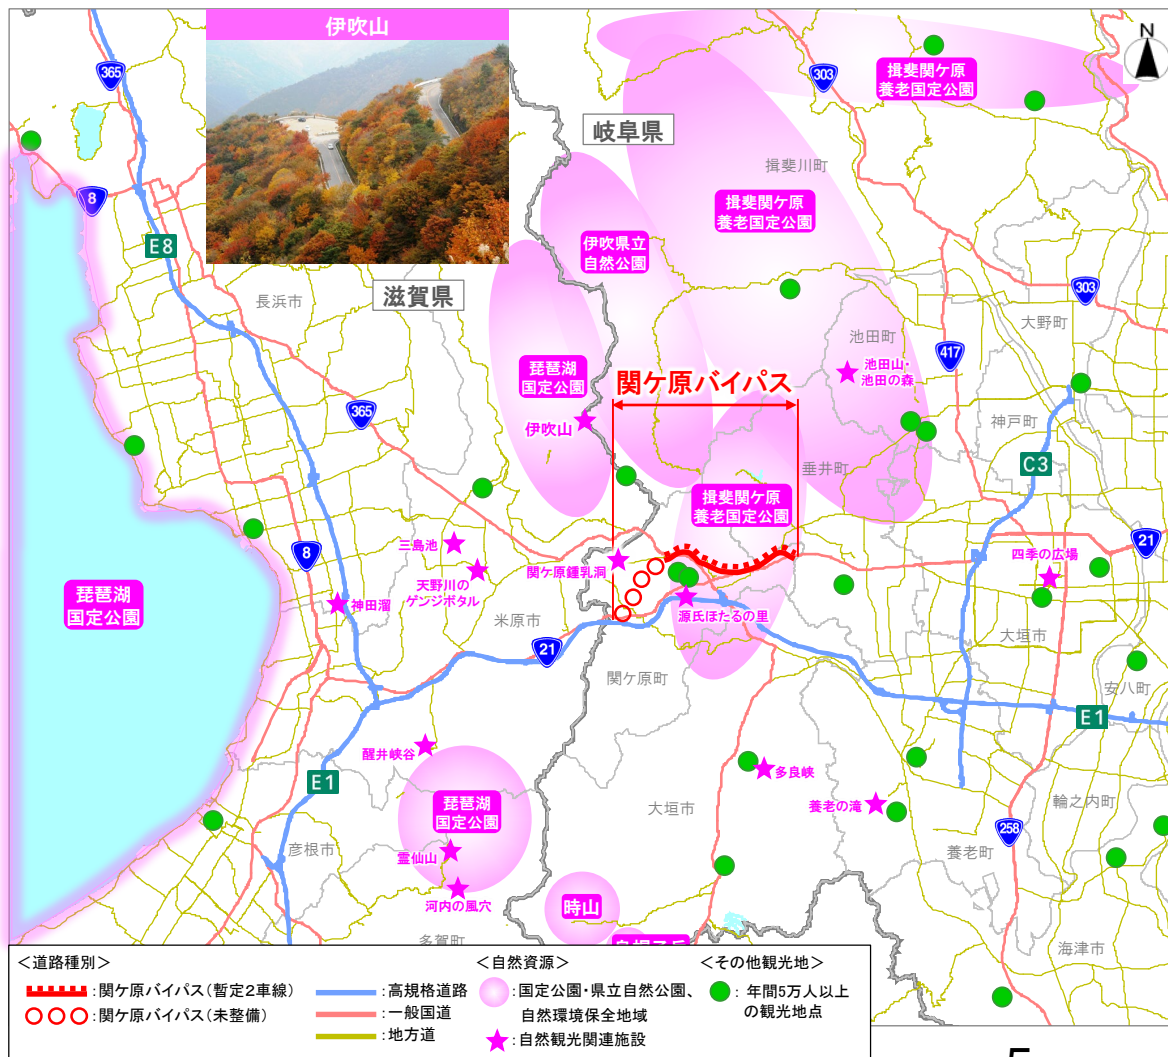 伊吹山
N
365
303
揖斐関ケ原
養老国定公園
岐阜県
揖斐川町
8
揖斐関ケ原
養老国定公園
E8
伊吹県立
自然公園
滋賀県
長浜市
303
大野町
池田町
417
琵琶湖
国定公園
池田山・
池田の森
関ケ原バイパス
365
伊吹山
神戸町
C3
垂井町
揖斐関ケ原
養老国定公園
8
21
三島池
関ケ原鍾乳洞
四季の広場
天野川の
ゲンジボタル
琵琶湖
国定公園
神田溜
米原市
源氏ほたるの里
大垣市
21
関ケ原町
安八町
E1
醒井峡谷
多良峡
E1
琵琶湖
国定公園
大垣市
養老の滝
輪之内町
258
彦根市
霊仙山
養老町
河内の風穴
時山
多賀町
海津市
＜道路種別＞
：関ケ原バイパス（暫定2車線）
：関ケ原バイパス（未整備）
：高規格道路
：一般国道
：地方道
＜自然資源＞
：国定公園・県立自然公園、
自然環境保全地域
：自然観光関連施設
＜その他観光地＞
：年間5万人以上
の観光地点